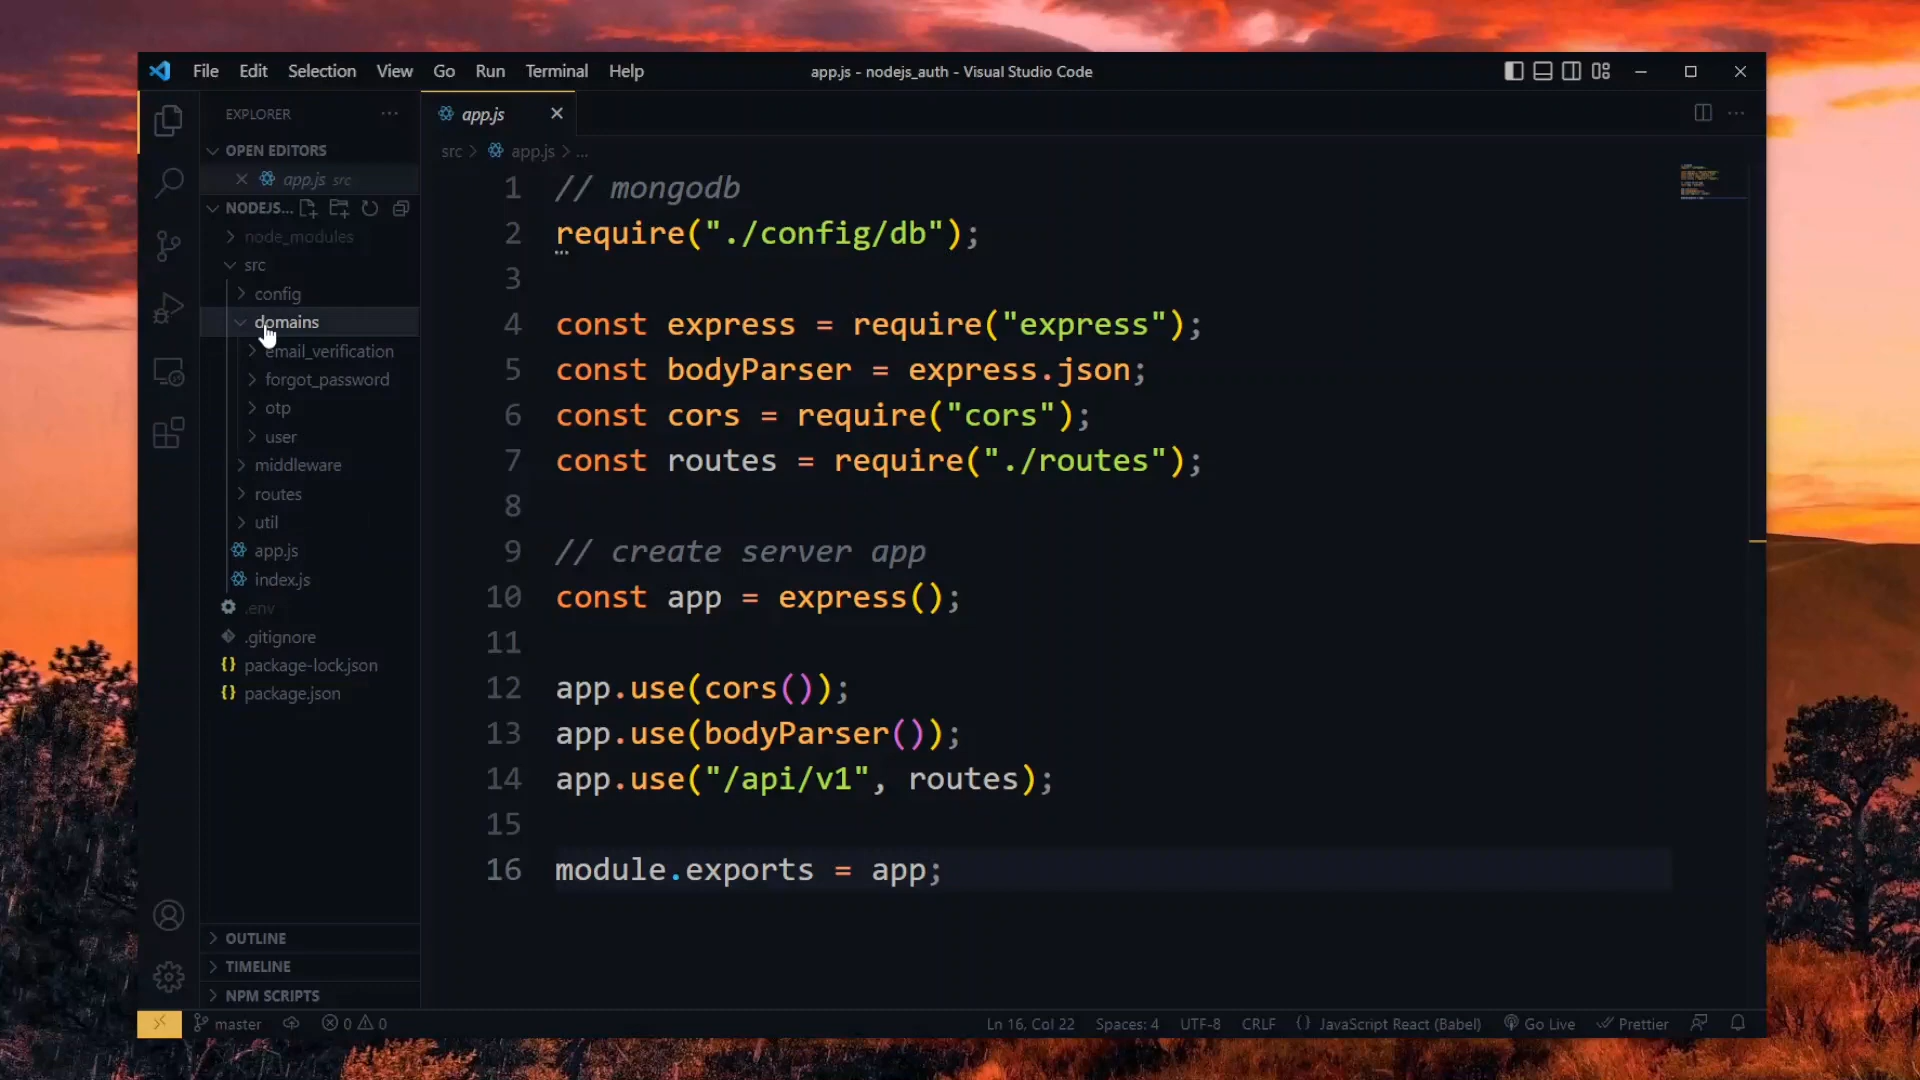 File Edit Selection View Go Run Terminal Help
app.js - nodejs_auth - Visual Studio Code
EXPLORER
OPEN EDITORS
app.js src
NODEJS...
node_modules
src
config
domains
email_verification
forgot_password
otp
user
middleware
routes
util
app.js
index.js
.env
.gitignore
package-lock.json
package.json
OUTLINE
TIMELINE
NPM SCRIPTS
app.js
src > app.js > ...
1 // mongodb
2 require("./config/db");
3
4 const express = require("express");
5 const bodyParser = express.json;
6 const cors = require("cors");
7 const routes = require("./routes");
8
9 // create server app
10 const app = express();
11
12 app.use(cors());
13 app.use(bodyParser());
14 app.use("/api/v1", routes);
15
16 module.exports = app;
master 0 0 Ln 16, Col 22 Spaces: 4 UTF-8 CRLF {} JavaScript React (Babel) Go Live Prettier